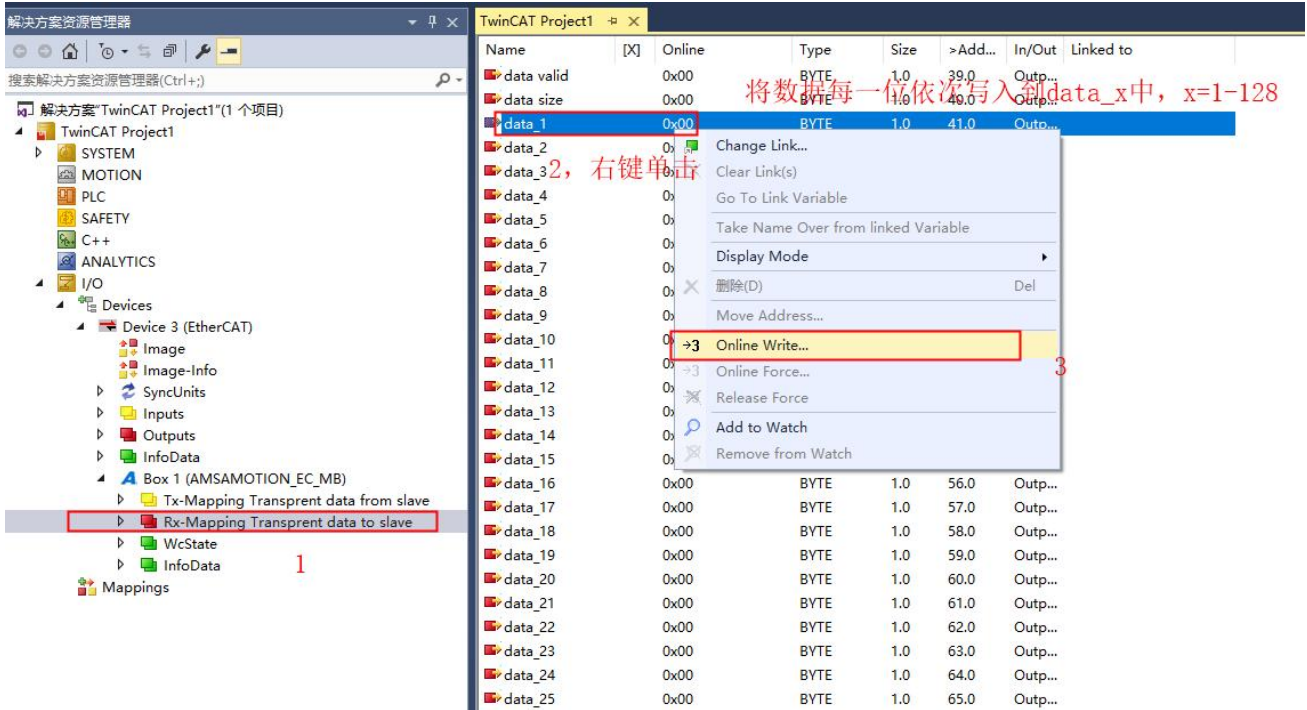 解决方案资源管理器
搜索解决方案资源管理器(Ctrl+;)
解决方案"TwinCAT Project1"(1 个项目)
TwinCAT Project1
SYSTEM
MOTION
PLC
SAFETY
C++
ANALYTICS
I/O
Devices
Device 3 (EtherCAT)
Image
Image-Info
SyncUnits
Inputs
Outputs
InfoData
Box 1 (AMSAMOTION_EC_MB)
Tx-Mapping Transprent data from slave
Rx-Mapping Transprent data to slave
WcState
InfoData
Mappings
1
TwinCAT Project1
Name [X] Online Type Size >Add... In/Out Linked to
data valid 0x00 BYTE 1.0 39.0 Outp...
将数据每一位依次写入到data_x中，x=1-128
data size 0x00 BYTE 1.0 40.0 Outp...
data_1 0x00 BYTE 1.0 41.0 Outp...
data_2
data_3
2，右键单击
data_4
data_5
data_6
data_7
data_8
data_9
data_10
data_11
data_12
data_13
data_14
data_15
Change Link...
Clear Link(s)
Go To Link Variable
Take Name Over from linked Variable
Display Mode
删除(D) Del
Move Address...
→3 Online Write...
3
→3 Online Force...
Release Force
Add to Watch
Remove from Watch
data_16 0x00 BYTE 1.0 56.0 Outp...
data_17 0x00 BYTE 1.0 57.0 Outp...
data_18 0x00 BYTE 1.0 58.0 Outp...
data_19 0x00 BYTE 1.0 59.0 Outp...
data_20 0x00 BYTE 1.0 60.0 Outp...
data_21 0x00 BYTE 1.0 61.0 Outp...
data_22 0x00 BYTE 1.0 62.0 Outp...
data_23 0x00 BYTE 1.0 63.0 Outp...
data_24 0x00 BYTE 1.0 64.0 Outp...
data_25 0x00 BYTE 1.0 65.0 Outp...